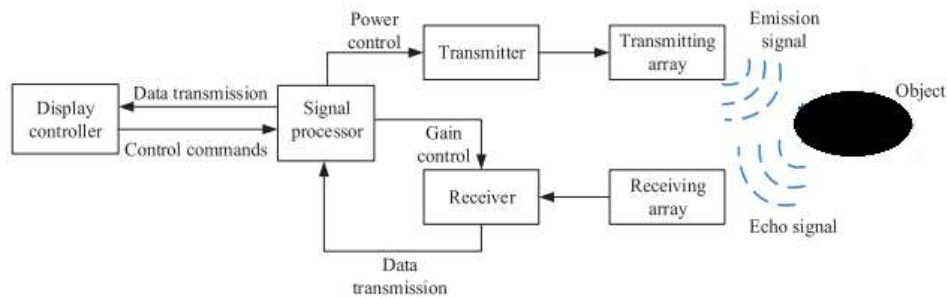 Power
control
Transmitter
Transmitting
array
Emission
signal
Object
Display
controller
Data transmission
Control commands
Signal
processor
Gain
control
Receiver
Receiving
array
Echo signal
Data
transmission